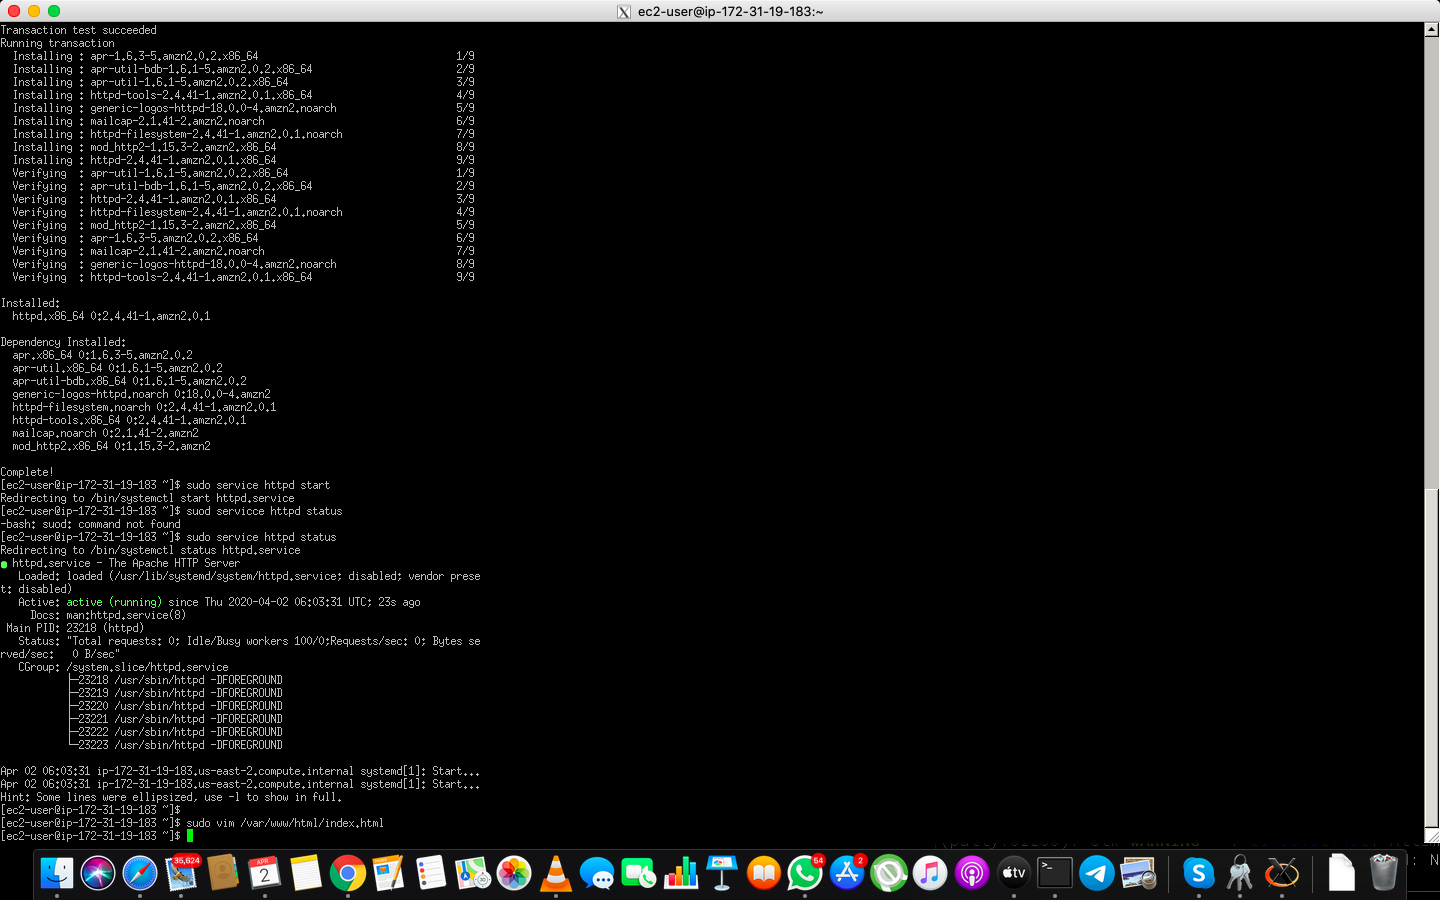 ec2-user@ip-172-31-19-183:~
Transaction test succeeded
Running transaction
Installing : apr-1.6.3-5.amzn2.0.2.x86_64 1/9
Installing : apr-util-bdb-1.6.1-5.amzn2.0.2.x86_64 2/9
Installing : apr-util-1.6.1-5.amzn2.0.2.x86_64 3/9
Installing : httpd-tools-2.4.41-1.amzn2.0.1.x86_64 4/9
Installing : generic-logos-httpd-18.0.0-4.amzn2.noarch 5/9
Installing : mailcap-2.1.41-2.amzn2.noarch 6/9
Installing : httpd-filesystem-2.4.41-1.amzn2.0.1.noarch 7/9
Installing : mod_http2-1.15.3-2.amzn2.x86_64 8/9
Installing : httpd-2.4.41-1.amzn2.0.1.x86_64 9/9
Verifying : apr-util-1.6.1-5.amzn2.0.2.x86_64 1/9
Verifying : apr-util-bdb-1.6.1-5.amzn2.0.2.x86_64 2/9
Verifying : httpd-2.4.41-1.amzn2.0.1.x86_64 3/9
Verifying : httpd-filesystem-2.4.41-1.amzn2.0.1.noarch 4/9
Verifying : mod_http2-1.15.3-2.amzn2.x86_64 5/9
Verifying : apr-1.6.3-5.amzn2.0.2.x86_64 6/9
Verifying : mailcap-2.1.41-2.amzn2.noarch 7/9
Verifying : generic-logos-httpd-18.0.0-4.amzn2.noarch 8/9
Verifying : httpd-tools-2.4.41-1.amzn2.0.1.x86_64 9/9
Installed:
httpd.x86_64 0:2.4.41-1.amzn2.0.1
Dependency Installed:
apr.x86_64 0:1.6.3-5.amzn2.0.2
apr-util.x86_64 0:1.6.1-5.amzn2.0.2
apr-util-bdb.x86_64 0:1.6.1-5.amzn2.0.2
generic-logos-httpd.noarch 0:18.0.0-4.amzn2
httpd-filesystem.noarch 0:2.4.41-1.amzn2.0.1
httpd-tools.x86_64 0:2.4.41-1.amzn2.0.1
mailcap.noarch 0:2.1.41-2.amzn2
mod_http2.x86_64 0:1.15.3-2.amzn2
Complete!
[ec2-user@ip-172-31-19-183 ~]$ sudo service httpd start
Redirecting to /bin/systemctl start httpd.service
[ec2-user@ip-172-31-19-183 ~]$ suod servicce httpd status
-bash: suod: command not found
[ec2-user@ip-172-31-19-183 ~]$ sudo service httpd status
Redirecting to /bin/systemctl status httpd.service
● httpd.service - The Apache HTTP Server
Loaded: loaded (/usr/lib/systemd/system/httpd.service; disabled; vendor prese
t: disabled)
Active: active (running) since Thu 2020-04-02 06:03:31 UTC; 23s ago
Docs: man:httpd.service(8)
Main PID: 23218 (httpd)
Status: "Total requests: 0; Idle/Busy workers 100/0;Requests/sec: 0; Bytes se
rved/sec: 0 B/sec"
CGroup: /system.slice/httpd.service
├─23218 /usr/sbin/httpd -DFOREGROUND
├─23219 /usr/sbin/httpd -DFOREGROUND
├─23220 /usr/sbin/httpd -DFOREGROUND
├─23221 /usr/sbin/httpd -DFOREGROUND
├─23222 /usr/sbin/httpd -DFOREGROUND
└─23223 /usr/sbin/httpd -DFOREGROUND
Apr 02 06:03:31 ip-172-31-19-183.us-east-2.compute.internal systemd[1]: Start...
Apr 02 06:03:31 ip-172-31-19-183.us-east-2.compute.internal systemd[1]: Start...
Hint: Some lines were ellipsized, use -l to show in full.
[ec2-user@ip-172-31-19-183 ~]$
[ec2-user@ip-172-31-19-183 ~]$ sudo vim /var/www/html/index.html
[ec2-user@ip-172-31-19-183 ~]$
35,624
APR
2
54
2
tv
: N